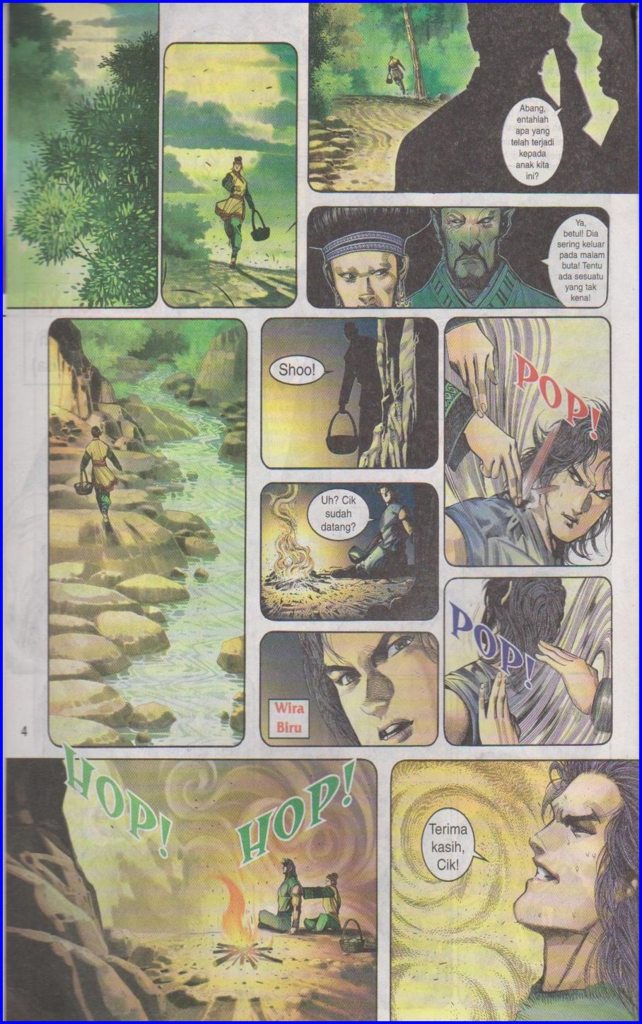 Abang,
entahlah
apa yang
telah terjadi
kepada
anak kita
ini?
Ya,
betul! Dia
sering keluar
pada malam
buta! Tentu
ada sesuatu
yang tak
kena!
Shoo!
POP!
Uh? Cik
sudah
datang?
POP!
Wira
Biru
4
HOP!
HOP!
Terima
kasih,
Cik!